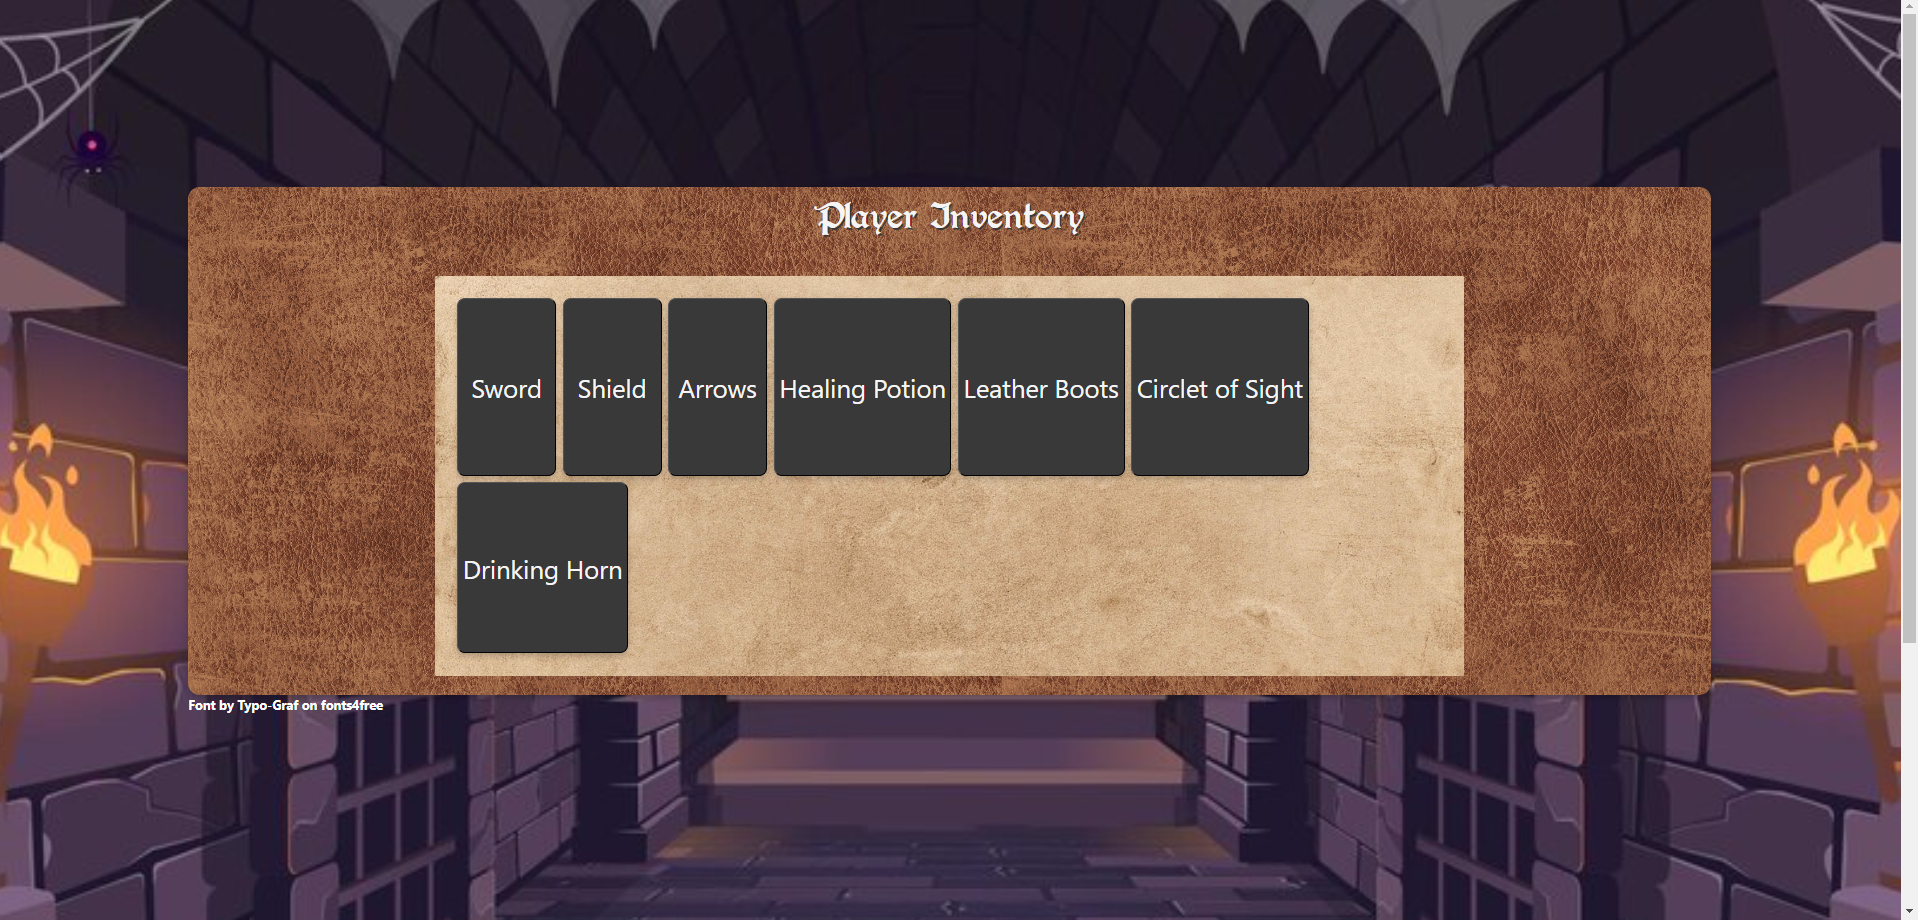 Player Inventory
Sword Shield Arrows Healing Potion Leather Boots Circlet of Sight
Drinking Horn
Font by Typo-Graf on fonts4free